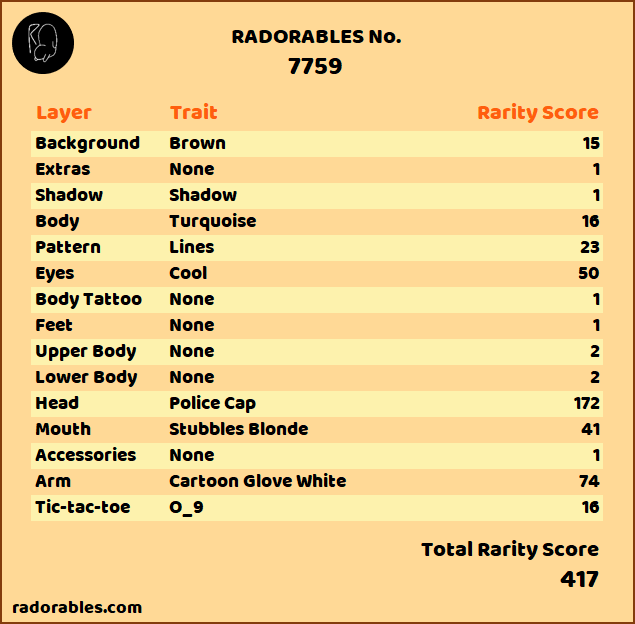 RADORABLES No.
7759
Layer Trait Rarity Score
Background Brown 15
Extras None 1
Shadow Shadow 1
Body Turquoise 16
Pattern Lines 23
Eyes Cool 50
Body Tattoo None 1
Feet None 1
Upper Body None 2
Lower Body None 2
Head Police Cap 172
Mouth Stubbles Blonde 41
Accessories None 1
Arm Cartoon Glove White 74
Tic-tac-toe O_9 16
Total Rarity Score
417
radorables.com